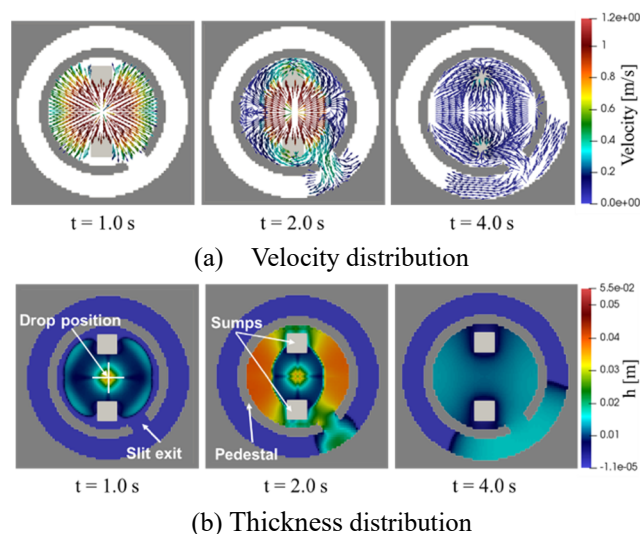 1.2e+00
1
0.8
0.6
0.4
0.2
0.0e+00
Velocity [m/s]
t = 1.0 s
t = 2.0 s
t = 4.0 s
(a) Velocity distribution
Drop position
Sumps
Slit exit
Pedestal
5.5e-02
0.04
0.03
0.02
0.01
-1.1e-05
h [m]
t = 1.0 s
t = 2.0 s
t = 4.0 s
(b) Thickness distribution